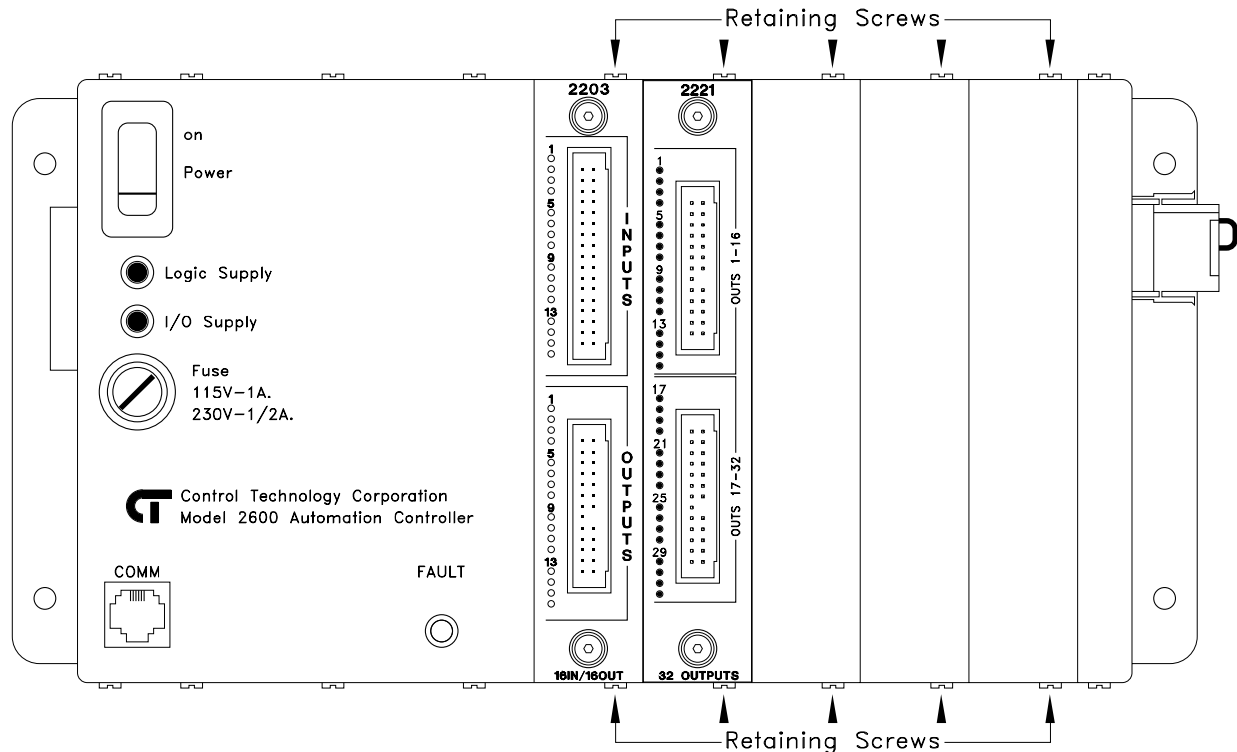 Retaining Screws
2203
2221
on
Power
Logic Supply
I/O Supply
Fuse
115V-1A.
230V-1/2A.
CT Control Technology Corporation
Model 2600 Automation Controller
COMM
FAULT
1
5
9
13
INPUTS
1
5
9
13
OUTPUTS
16IN/16OUT
1
5
9
13
OUTS 1-16
17
21
25
29
OUTS 17-32
32 OUTPUTS
Retaining Screws